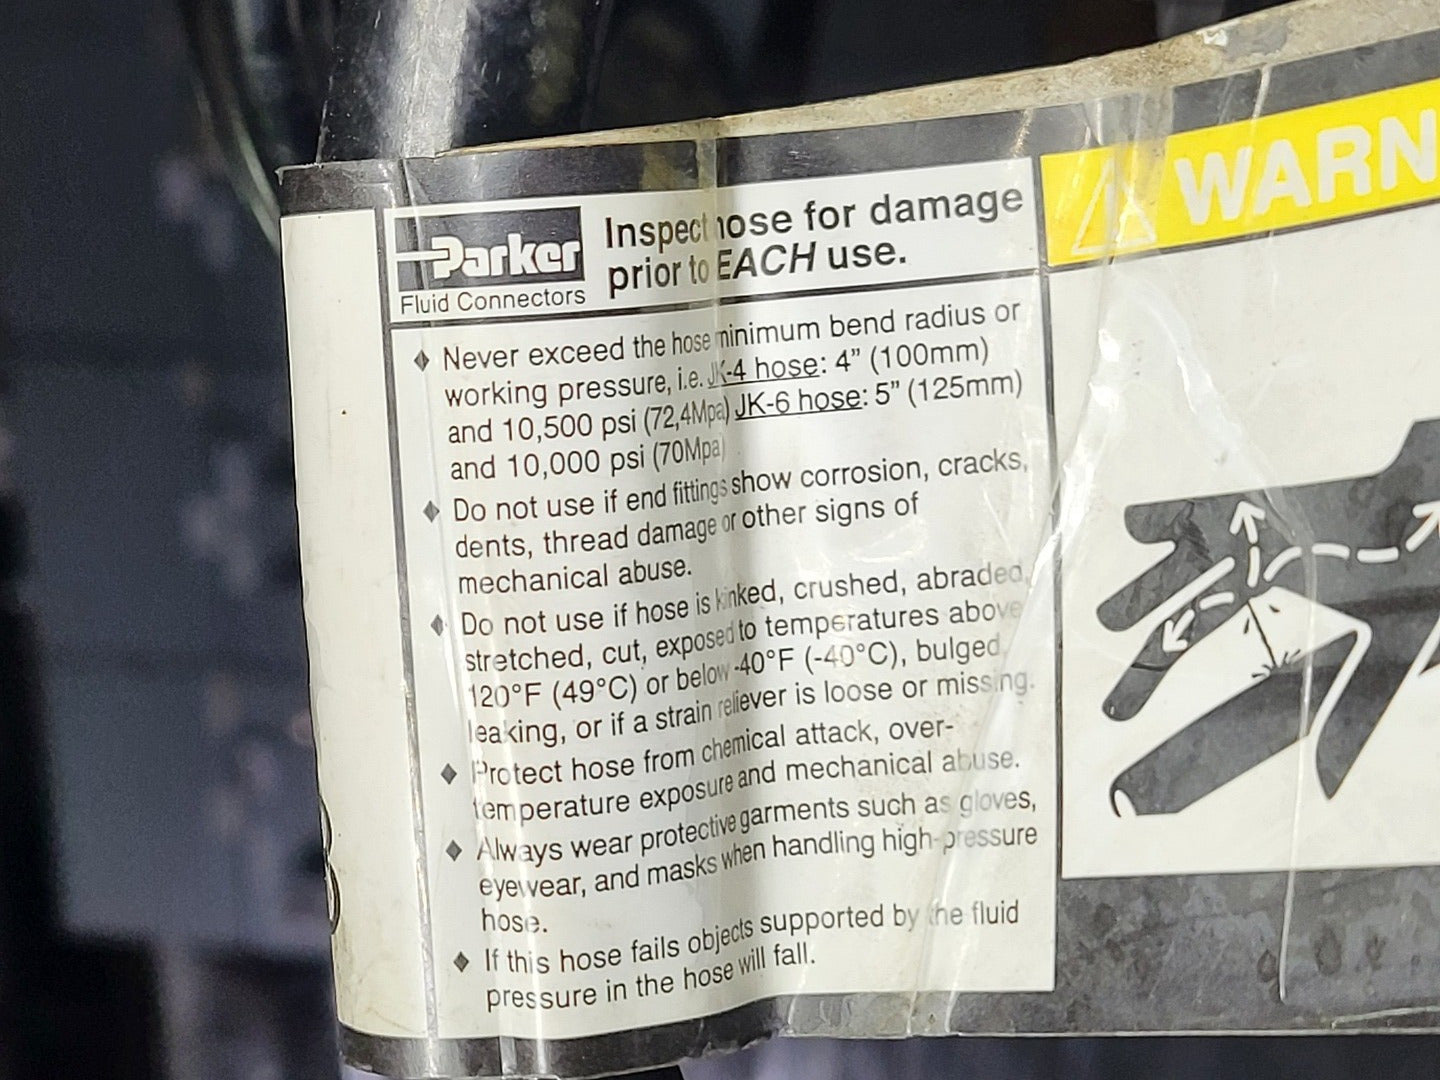 Parker
Fluid Connectors
Inspect hose for damage
prior to EACH use.
WARN
♦ Never exceed the hose minimum bend radius or
working pressure, i.e. JK-4 hose: 4” (100mm)
and 10,500 psi (72,4Mpa) JK-6 hose: 5” (125mm)
and 10,000 psi (70Mpa)
♦ Do not use if end fittings show corrosion, cracks,
dents, thread damage or other signs of
mechanical abuse.
♦ Do not use if hose is kinked, crushed, abraded,
stretched, cut, exposed to temperatures above
120°F (49°C) or below -40°F (-40°C), bulged,
leaking, or if a strain reliever is loose or missing.
♦ Protect hose from chemical attack, over-
temperature exposure and mechanical abuse.
♦ Always wear protective garments such as gloves,
eyewear, and masks when handling high-pressure
hose.
♦ If this hose fails objects supported by the fluid
pressure in the hose will fall.